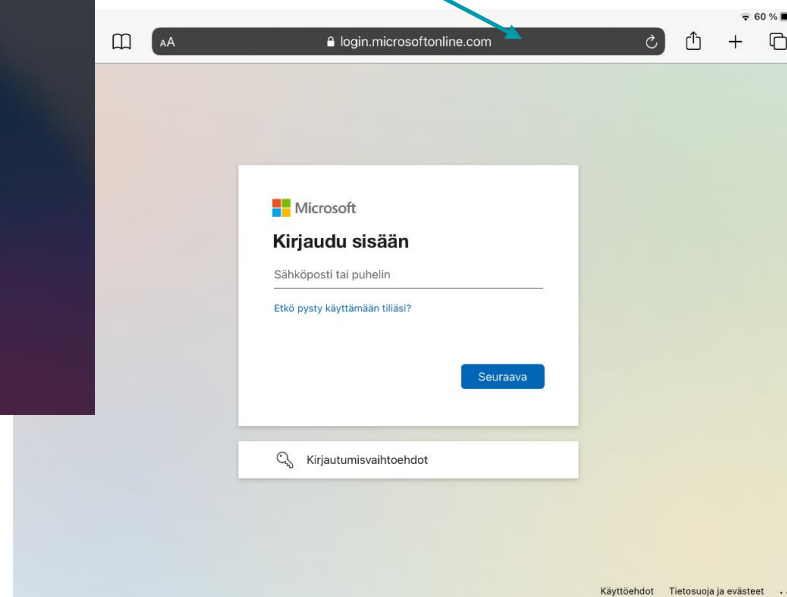 60 %
AA login.microsoftonline.com
Microsoft
Kirjaudu sisään
Sähköposti tai puhelin
Etkö pysty käyttämään tiliäsi?
Seuraava
Kirjautumisvaihtoehdot
Käyttöehdot Tietosuoja ja evästeet